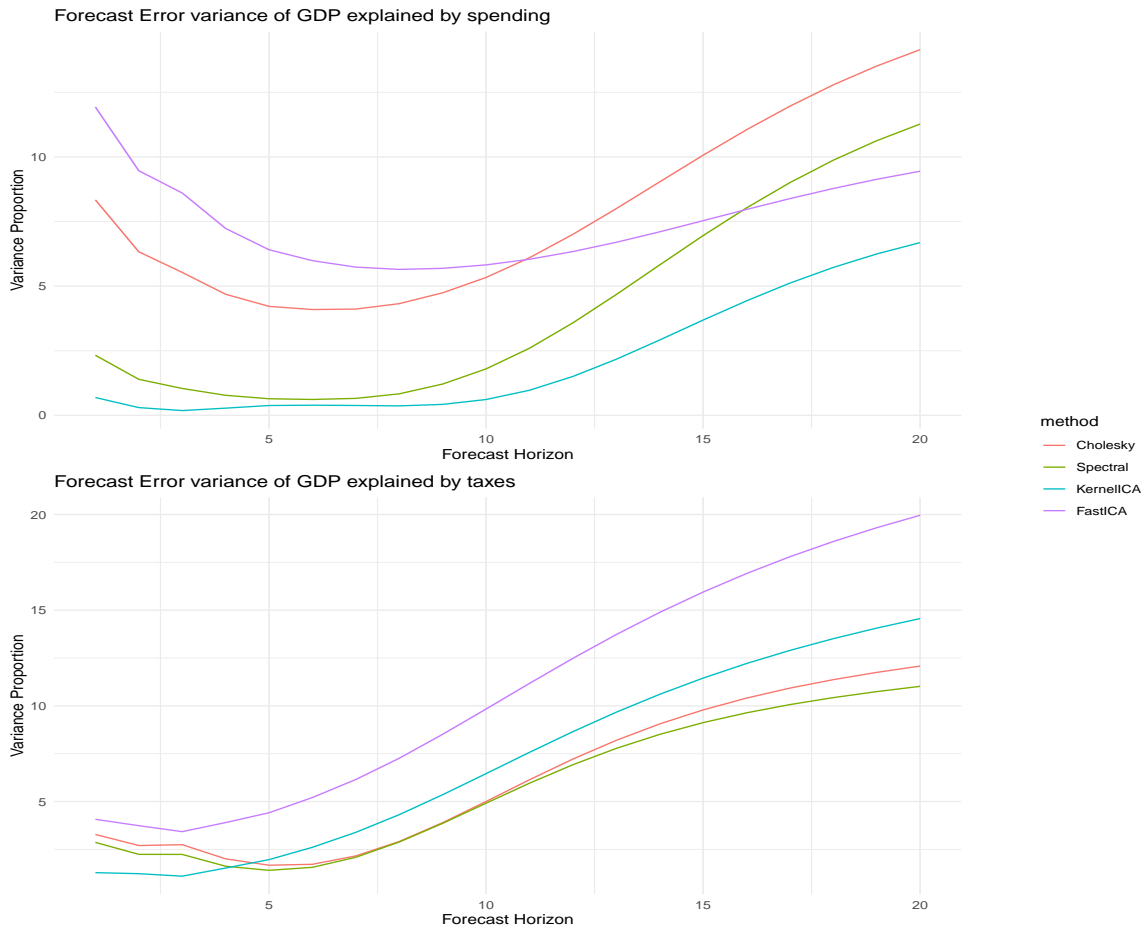 Forecast Error variance of GDP explained by spending
Variance Proportion
10
5
0
5
10
15
20
Forecast Horizon
Forecast Error variance of GDP explained by taxes
Variance Proportion
20
15
10
5
5
10
15
20
Forecast Horizon
method
Cholesky
Spectral
KernelICA
FastICA